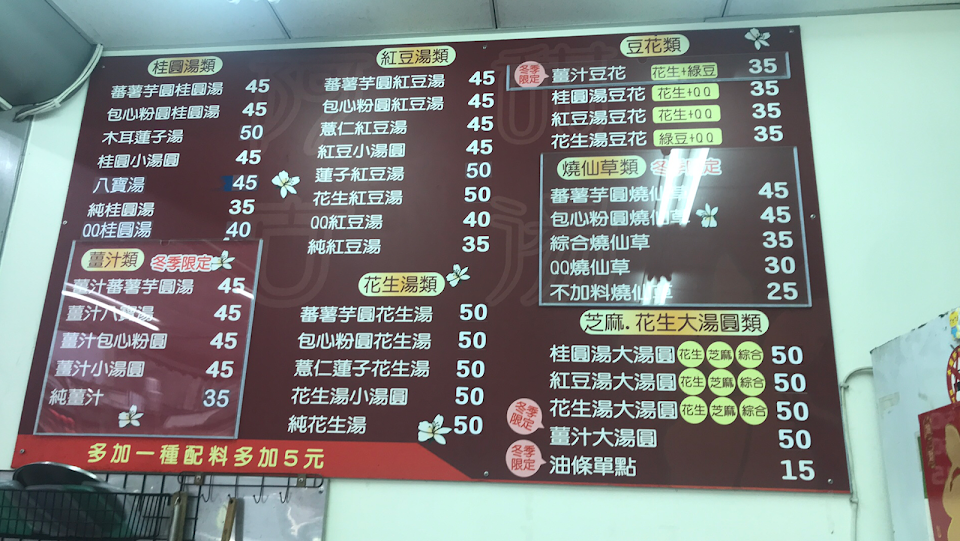 桂圓湯類
蕃薯芋圓桂圓湯 45
包心粉圓桂圓湯 45
木耳蓮子湯 50
桂圓小湯圓 45
八寶湯 45
純桂圓湯 35
QQ桂圓湯 40
薑汁類 冬季限定
薑汁蕃薯芋圓湯 45
薑汁八寶湯 45
薑汁包心粉圓 45
薑汁小湯圓 45
純薑汁 35
紅豆湯類
蕃薯芋圓紅豆湯 45
包心粉圓紅豆湯 45
薏仁紅豆湯 45
紅豆小湯圓 45
蓮子紅豆湯 50
花生紅豆湯 50
QQ紅豆湯 40
純紅豆湯 35
花生湯類
蕃薯芋圓花生湯 50
包心粉圓花生湯 50
薏仁蓮子花生湯 50
花生湯小湯圓 50
純花生湯 50
豆花類
冬季限定 薑汁豆花 花生+綠豆 35
桂圓湯豆花 花生+QQ 35
紅豆湯豆花 花生+QQ 35
花生湯豆花 綠豆+QQ 35
燒仙草類 冬季限定
蕃薯芋圓燒仙草 45
包心粉圓燒仙草 45
綜合燒仙草 35
QQ燒仙草 30
不加料燒仙草 25
芝麻.花生大湯圓類
桂圓湯大湯圓 花生 芝麻 綜合 50
紅豆湯大湯圓 花生 芝麻 綜合 50
花生湯大湯圓 花生 芝麻 綜合 50
冬季限定 薑汁大湯圓 50
冬季限定 油條單點 15
多加一種配料多加5元